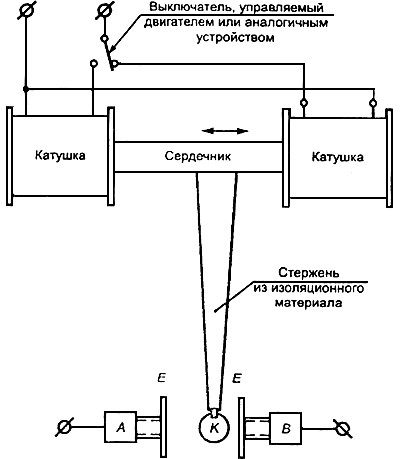 Выключатель, управляемый
двигателем или аналогичным
устройством
Катушка
Сердечник
Катушка
Стержень
из изоляционного
материала
E
E
A
K
B